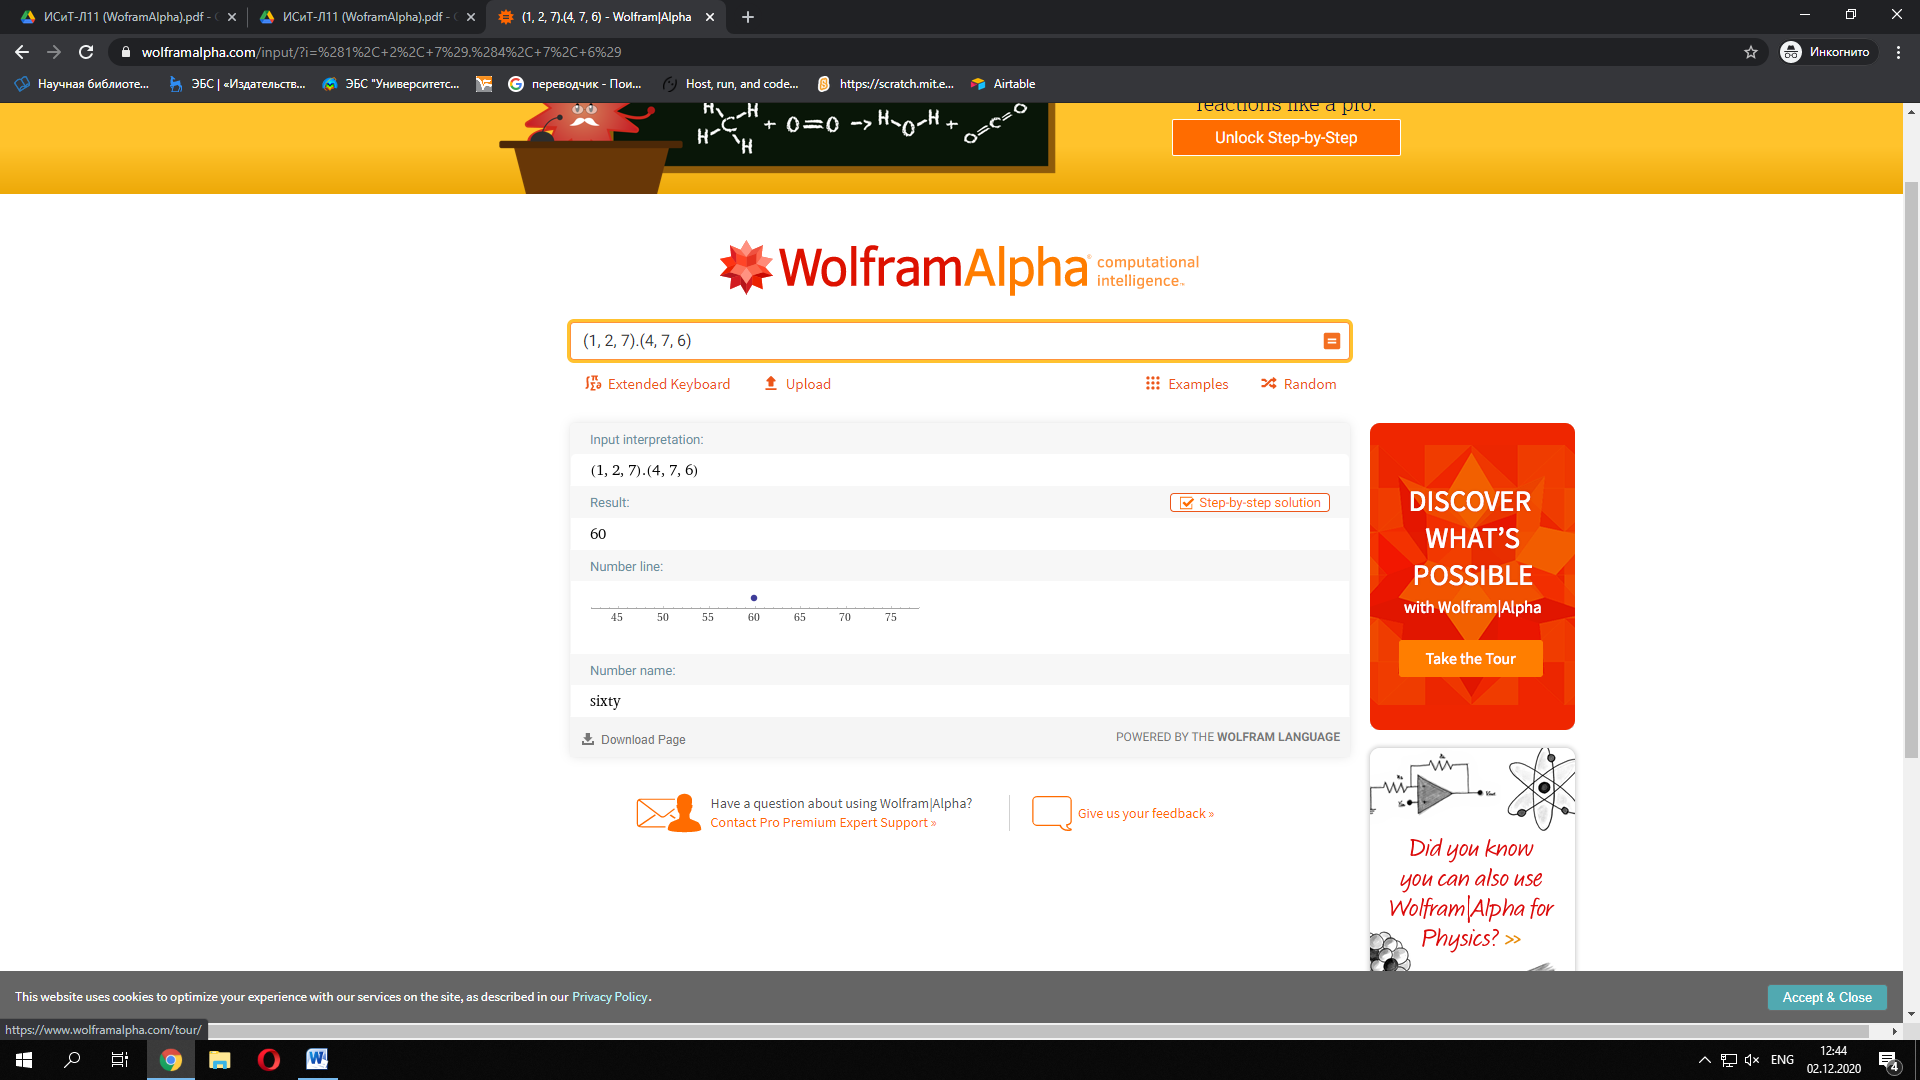 ИСиТ-Л11 (WoframAlpha).pdf -
ИСиТ-Л11 (WoframAlpha).pdf -
(1, 2, 7).(4, 7, 6) - Wolfram|Alpha
wolframalpha.com/input/?i=%281%2C+2%2C+7%29.%284%2C+7%2C+6%29
Инкогнито
Научная библиоте...
ЭБС | «Издательств...
ЭБС "Университетс...
переводчик - Пои...
Host, run, and code...
https://scratch.mit.e...
Airtable
H H H H C + O=O -> H O H + O=C=O
reactions like a pro.
Unlock Step-by-Step
WolframAlpha computational
intelligence™
(1, 2, 7).(4, 7, 6)
Extended Keyboard
Upload
Examples
Random
Input interpretation:
(1, 2, 7).(4, 7, 6)
Result:
Step-by-step solution
60
Number line:
45 50 55 60 65 70 75
Number name:
sixty
Download Page
POWERED BY THE WOLFRAM LANGUAGE
Have a question about using Wolfram|Alpha?
Contact Pro Premium Expert Support »
Give us your feedback »
DISCOVER
WHAT'S
POSSIBLE
with Wolfram|Alpha
Take the Tour
Did you know
you can also use
Wolfram|Alpha for
Physics? >>
This website uses cookies to optimize your experience with our services on the site, as described in our Privacy Policy.
Accept & Close
https://www.wolframalpha.com/tour/
ENG
12:44
02.12.2020
4